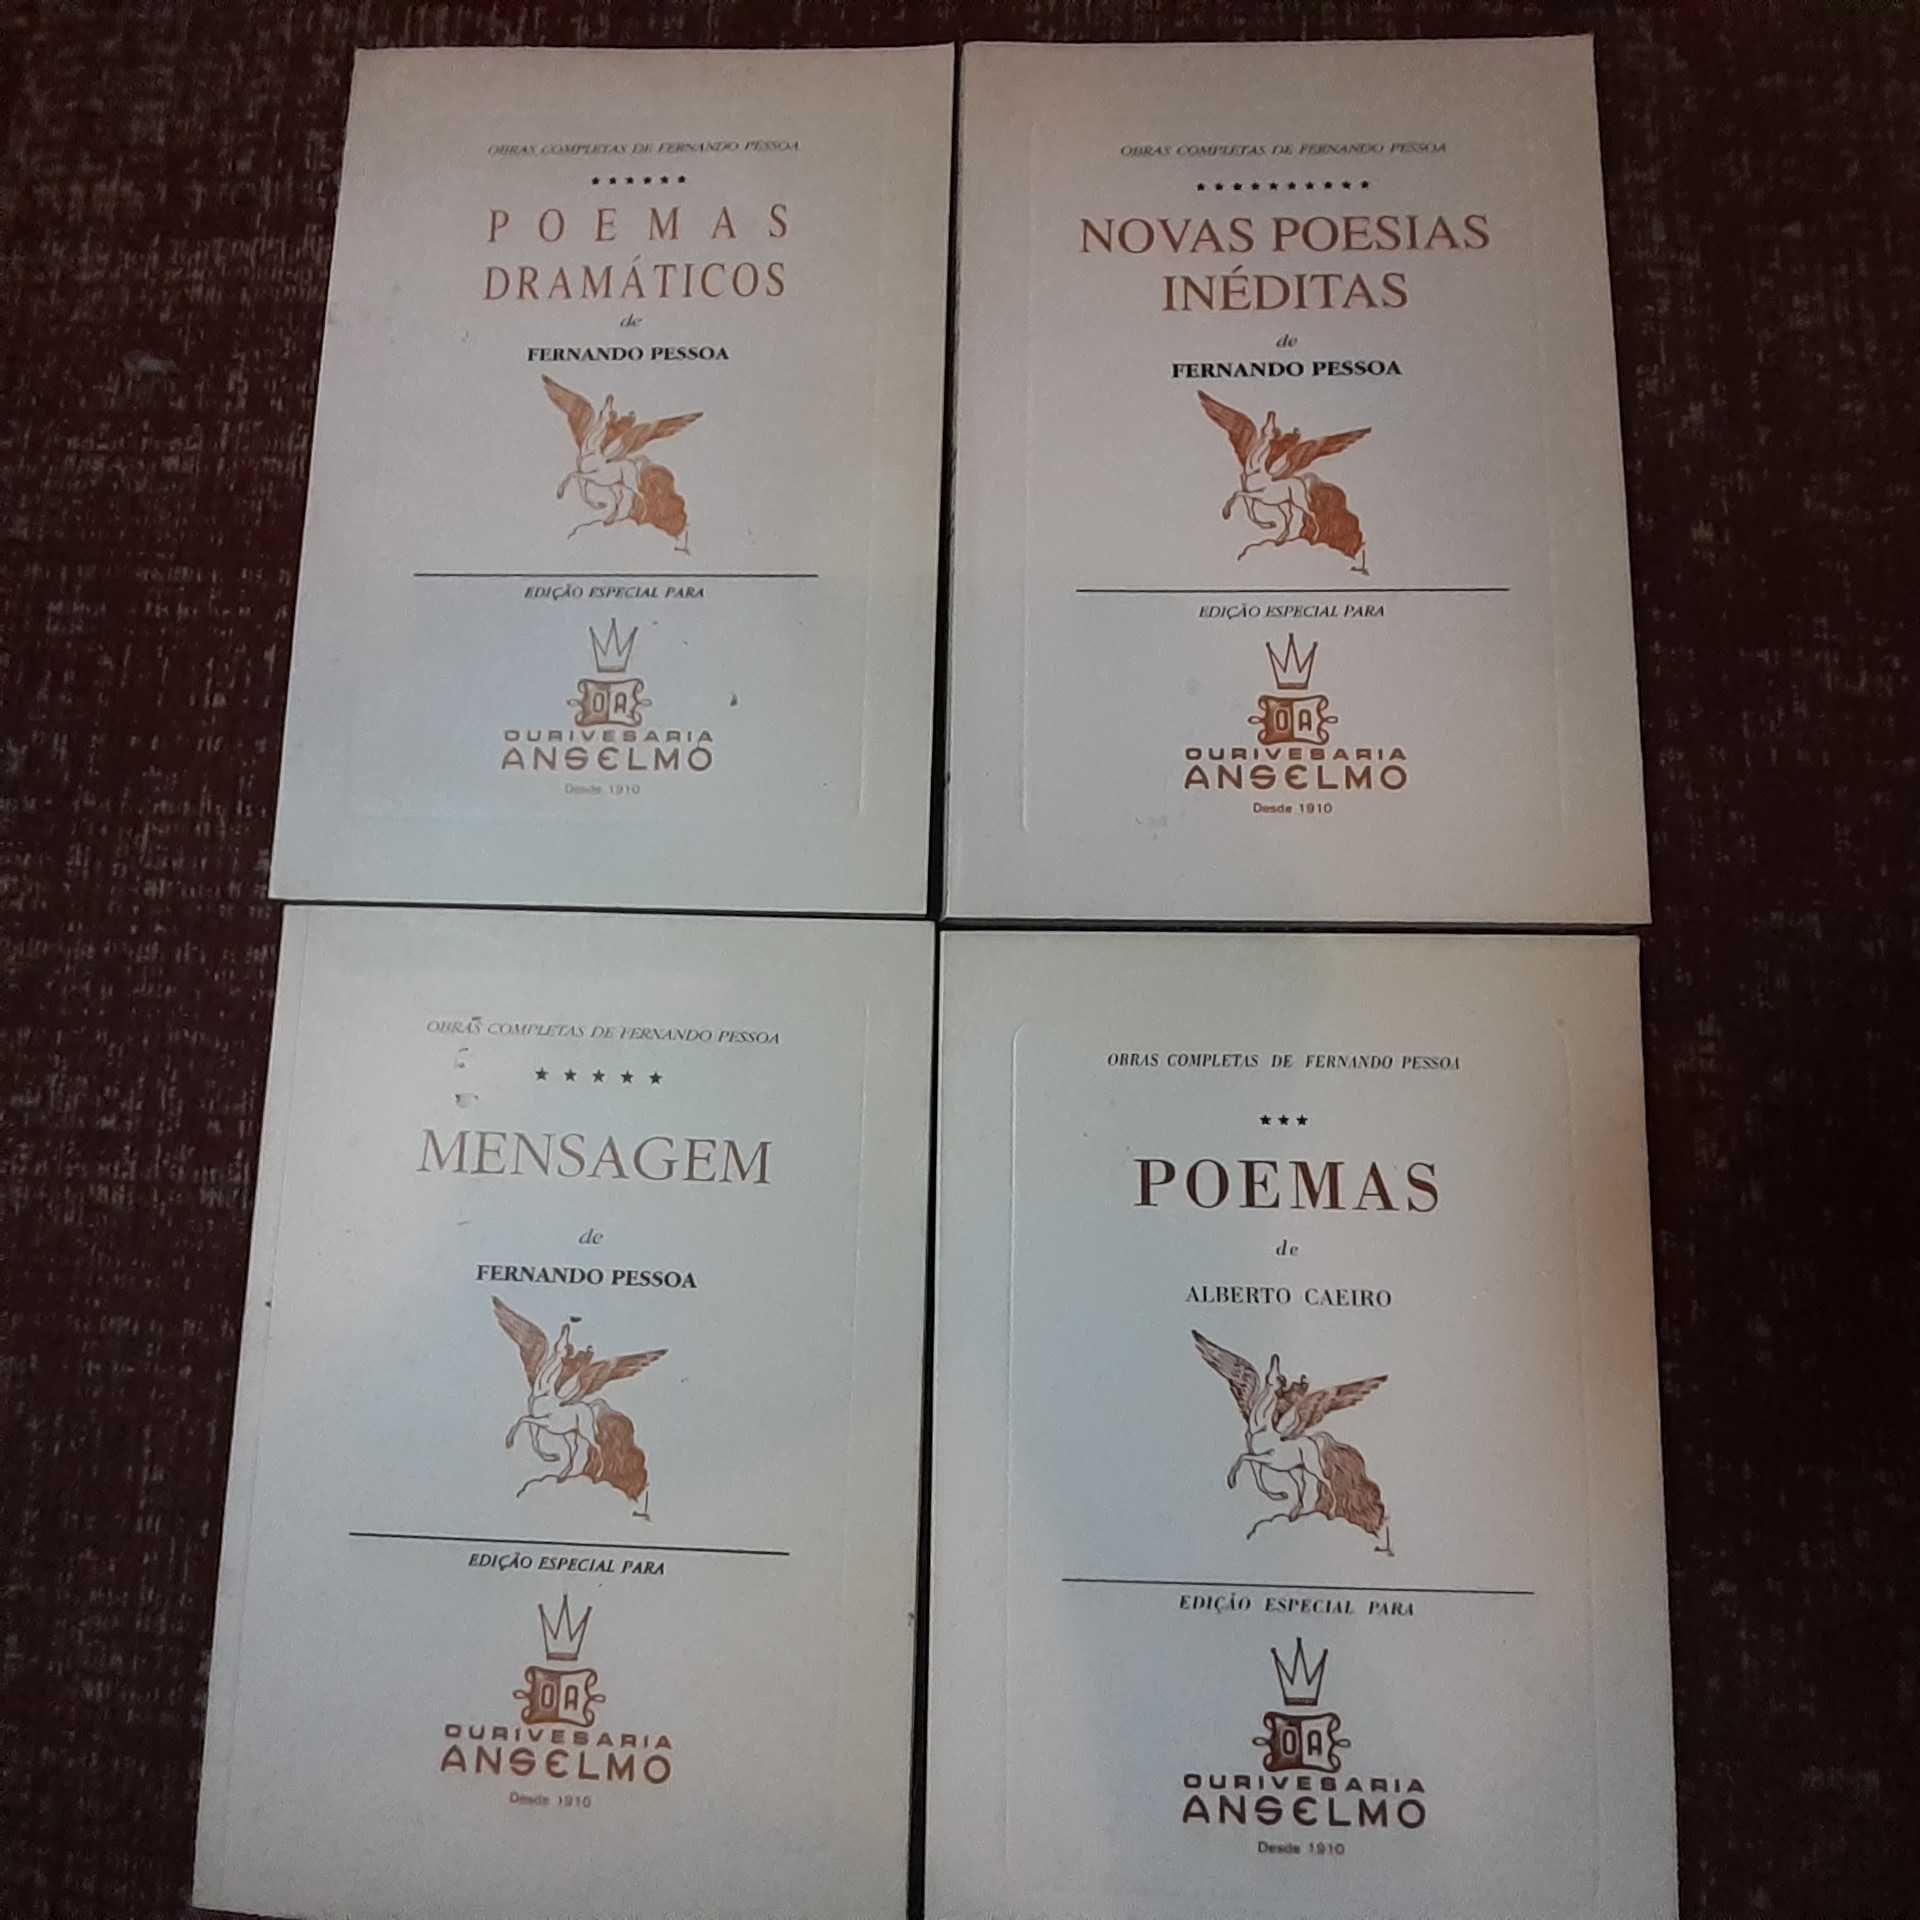 OBRAS COMPLETAS DE FERNANDO PESSOA
★★★★★★
POEMAS
DRAMÁTICOS
de
FERNANDO PESSOA
EDIÇÃO ESPECIAL PARA
OA
OURIVESARIA
ANSELMO
Desde 1910
OBRAS COMPLETAS DE FERNANDO PESSOA
★★★★★★★★★★
NOVAS POESIAS
INÉDITAS
de
FERNANDO PESSOA
EDIÇÃO ESPECIAL PARA
OA
OURIVESARIA
ANSELMO
Desde 1910
OBRAS COMPLETAS DE FERNANDO PESSOA
★★★★★
MENSAGEM
de
FERNANDO PESSOA
EDIÇÃO ESPECIAL PARA
OA
OURIVESARIA
ANSELMO
Desde 1910
OBRAS COMPLETAS DE FERNANDO PESSOA
★★★
POEMAS
de
ALBERTO CAEIRO
EDIÇÃO ESPECIAL PARA
OA
OURIVESARIA
ANSELMO
Desde 1910